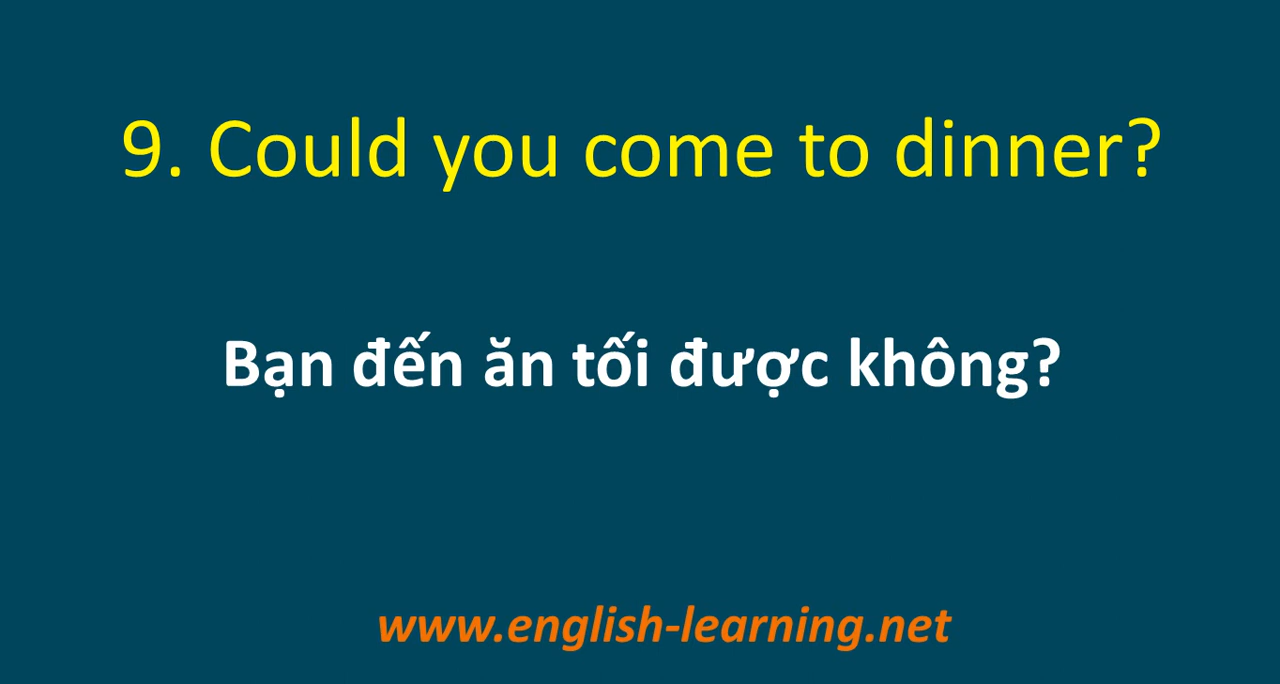 9. Could you come to dinner?
Bạn đến ăn tối được không?
www.english-learning.net